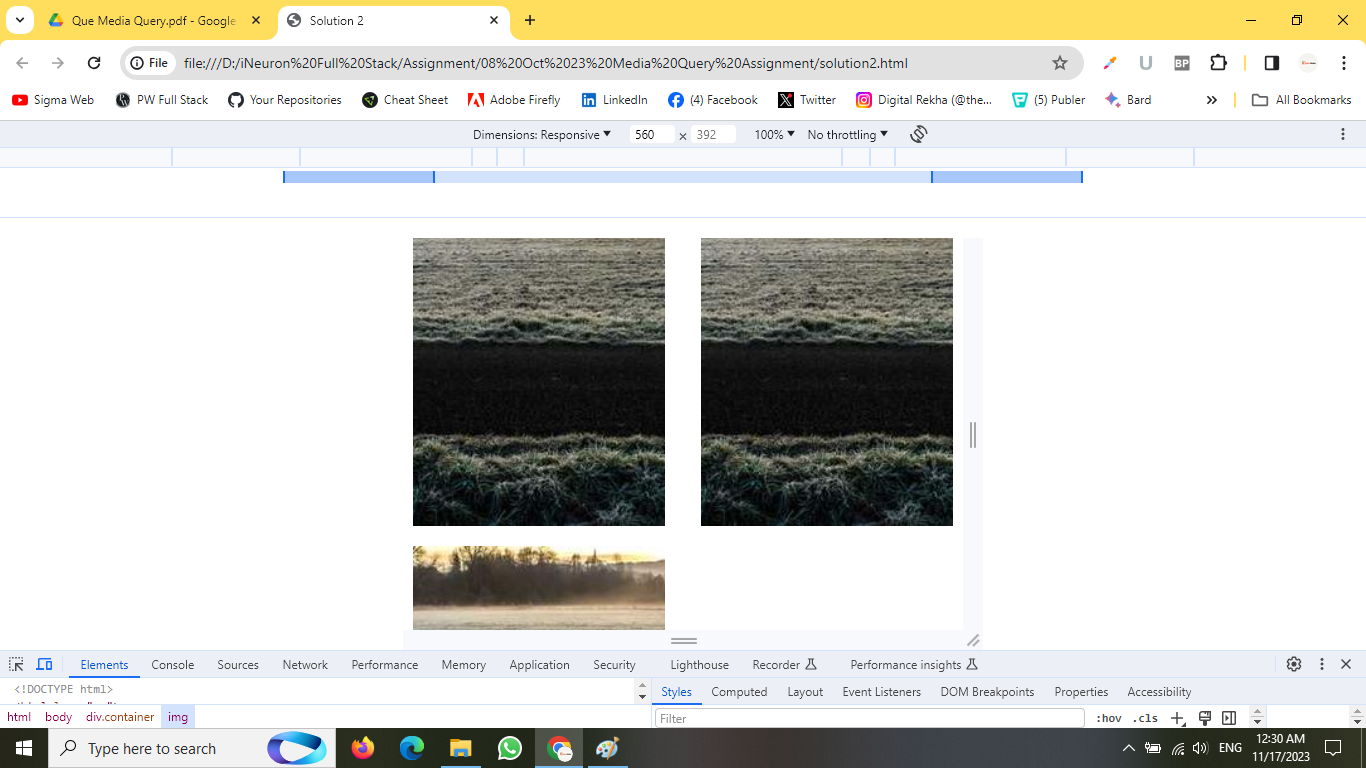 Que Media Query.pdf - Google
Solution 2
File
file:///D:/iNeuron%20Full%20Stack/Assignment/08%20Oct%2023%20Media%20Query%20Assignment/solution2.html
Sigma Web
PW Full Stack
Your Repositories
Cheat Sheet
Adobe Firefly
LinkedIn
(4) Facebook
Twitter
Digital Rekha (@the...
(5) Publer
Bard
»
All Bookmarks
Dimensions: Responsive
560
×
392
100%
No throttling
Elements
Console
Sources
Network
Performance
Memory
Application
Security
Lighthouse
Recorder
Performance insights
<!DOCTYPE html>
Styles
Computed
Layout
Event Listeners
DOM Breakpoints
Properties
Accessibility
html
body
div.container
img
Filter
:hov
.cls
Type here to search
ENG
12:30 AM
11/17/2023